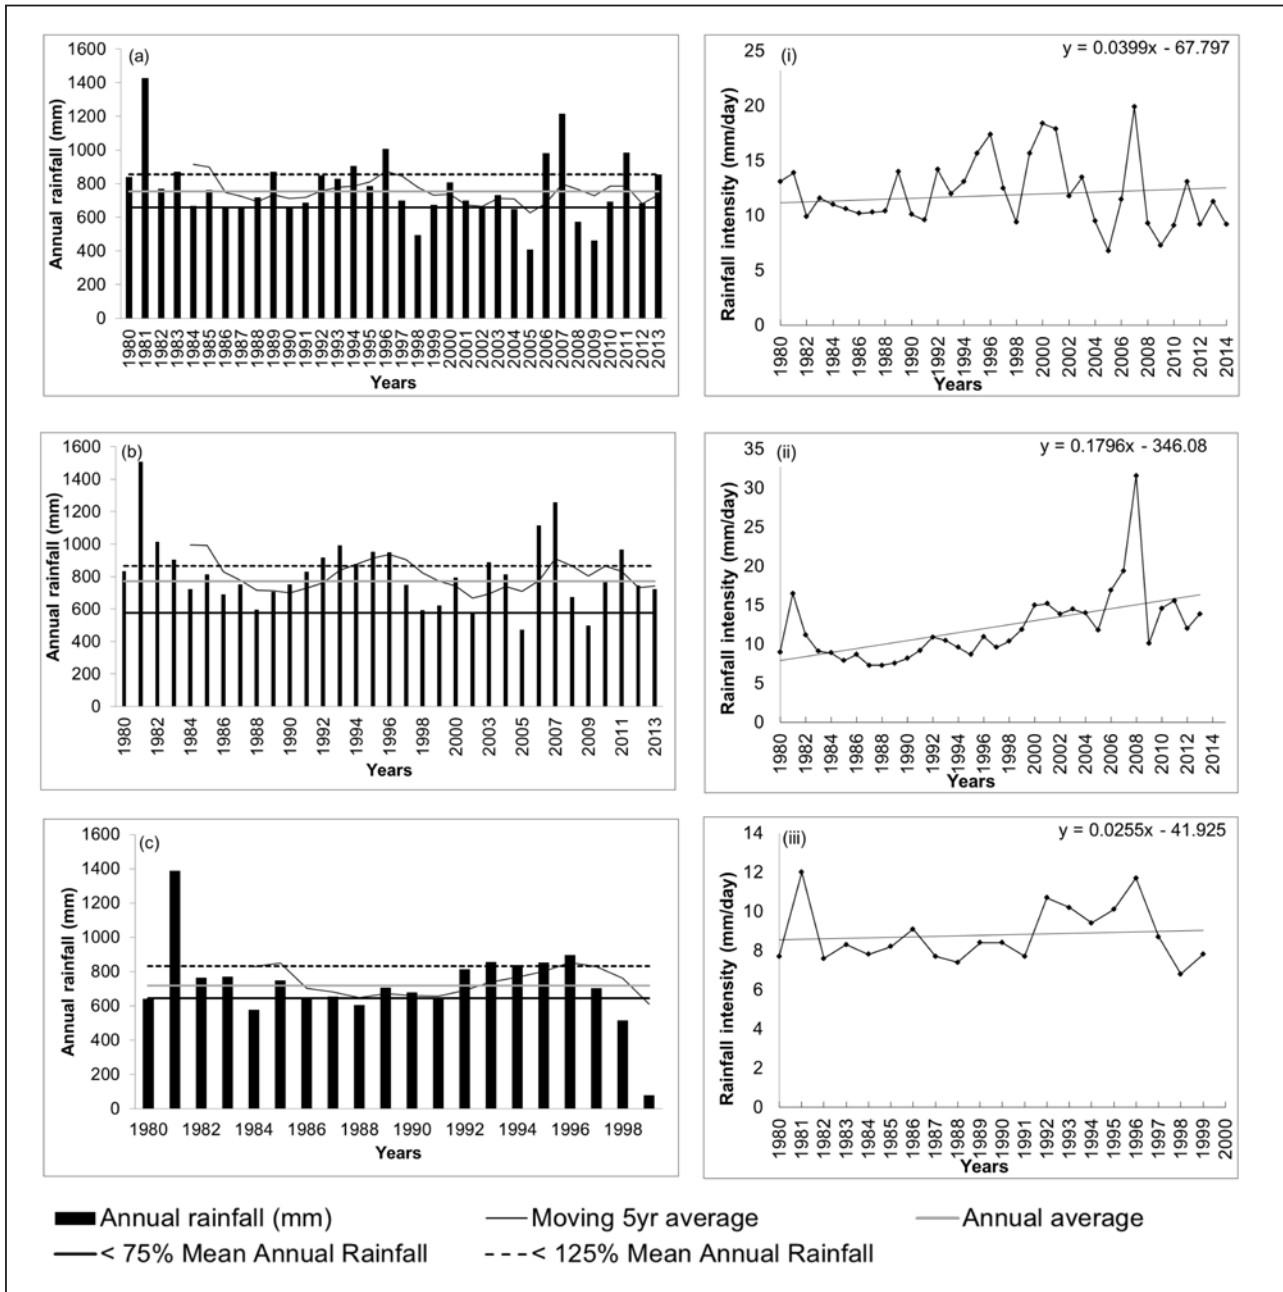 (a)
Annual rainfall (mm)
1600
1400
1200
1000
800
600
400
200
0
1980 1981 1982 1983 1984 1985 1986 1987 1988 1989 1990 1991 1992 1993 1994 1995 1996 1997 1998 1999 2000 2001 2002 2003 2004 2005 2006 2007 2008 2009 2010 2011 2012 2013
Years
(i)
y = 0.0399x - 67.797
Rainfall intensity (mm/day)
25
20
15
10
5
0
1980 1982 1984 1986 1988 1990 1992 1994 1996 1998 2000 2002 2004 2006 2008 2010 2012 2014
Years
(b)
Annual rainfall (mm)
1600
1400
1200
1000
800
600
400
200
0
1980 1982 1984 1986 1988 1990 1992 1994 1996 1998 2000 2003 2005 2007 2009 2011 2013
Years
(ii)
y = 0.1796x - 346.08
Rainfall intensity (mm/day)
35
30
25
20
15
10
5
0
1980 1982 1984 1986 1988 1990 1992 1994 1996 1998 2000 2002 2004 2006 2008 2010 2012 2014
Years
(c)
Annual rainfall (mm)
1600
1400
1200
1000
800
600
400
200
0
1980 1982 1984 1986 1988 1990 1992 1994 1996 1998
Years
(iii)
y = 0.0255x - 41.925
Rainfall intensity (mm/day)
14
12
10
8
6
4
2
0
1980 1981 1982 1983 1984 1985 1986 1987 1988 1989 1990 1991 1992 1993 1994 1995 1996 1997 1998 1999 2000
Years
Annual rainfall (mm) Moving 5yr average Annual average
< 75% Mean Annual Rainfall < 125% Mean Annual Rainfall